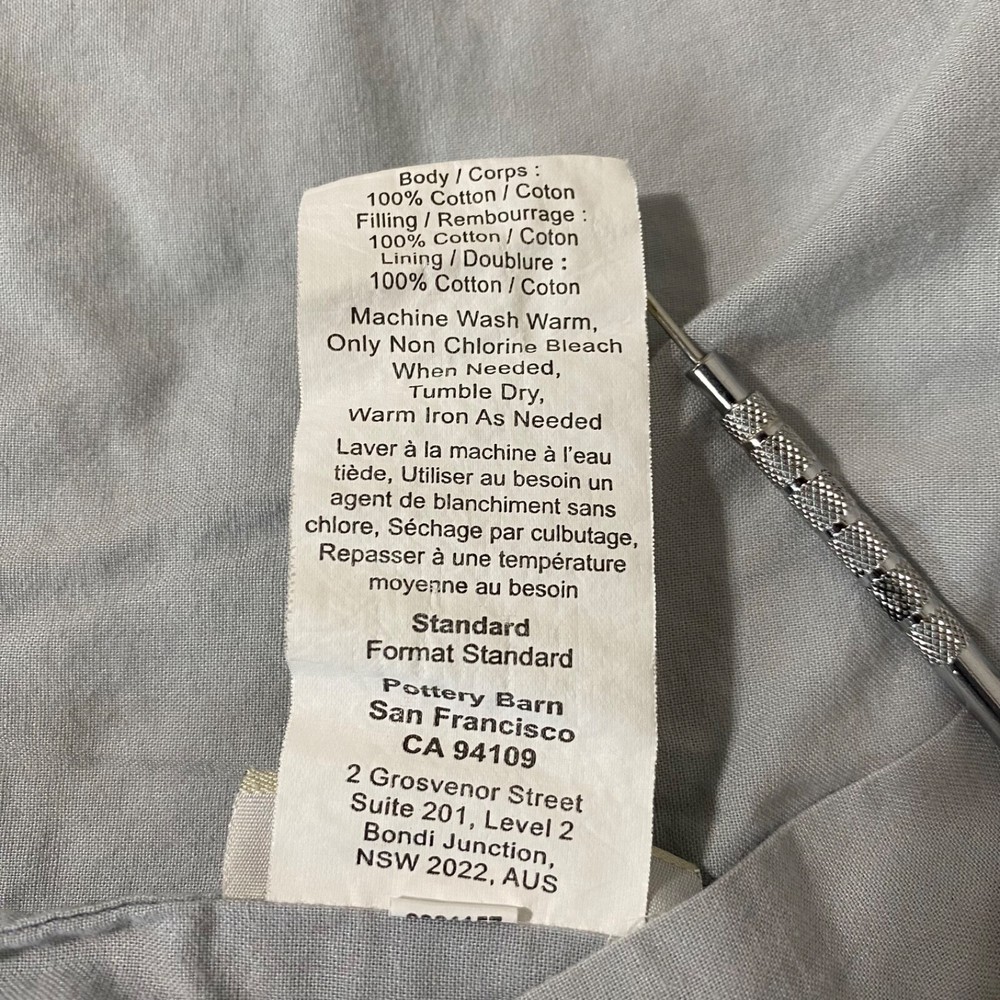 Body / Corps :
100% Cotton / Coton
Filling / Rembourrage :
100% Cotton / Coton
Lining / Doublure :
100% Cotton / Coton
Machine Wash Warm,
Only Non Chlorine Bleach
When Needed,
Tumble Dry,
Warm Iron As Needed
Laver à la machine à l'eau
tiède, Utiliser au besoin un
agent de blanchiment sans
chlore, Séchage par culbutage,
Repasser à une température
moyenne au besoin
Standard
Format Standard
Pottery Barn
San Francisco
CA 94109
2 Grosvenor Street
Suite 201, Level 2
Bondi Junction,
NSW 2022, AUS